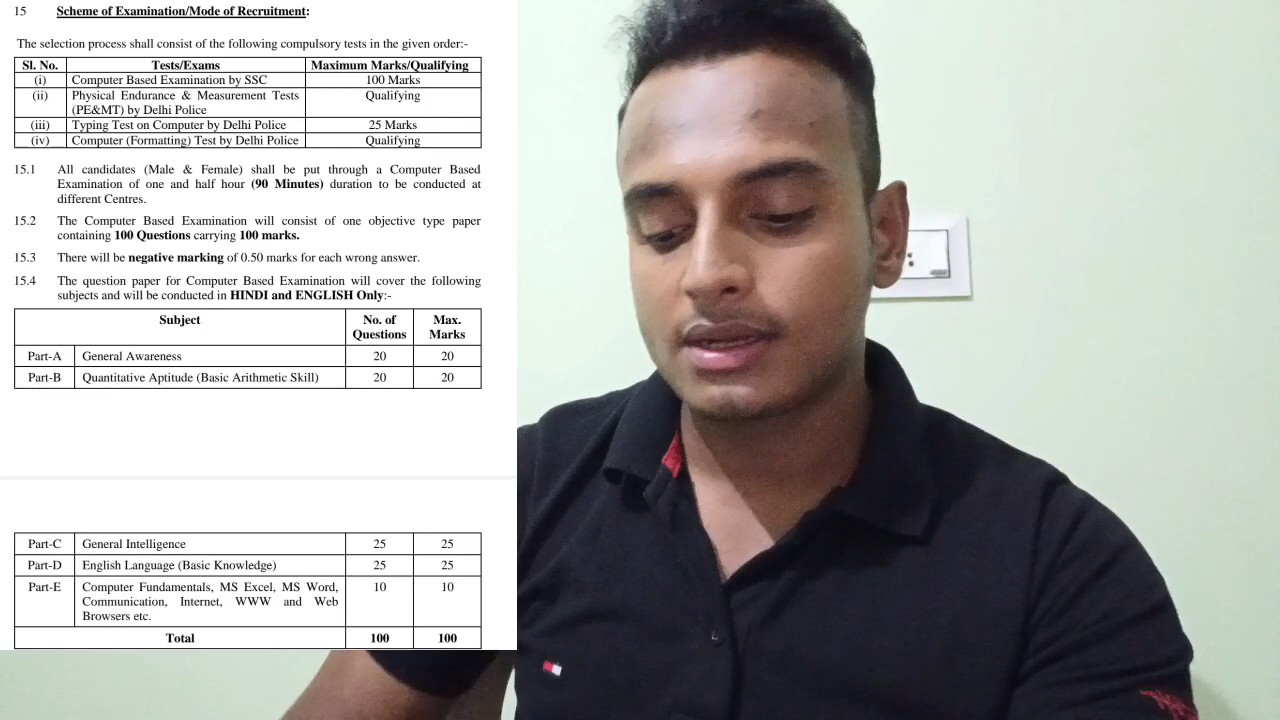 15 Scheme of Examination/Mode of Recruitment:
The selection process shall consist of the following compulsory tests in the given order:-
Sl. No. Tests/Exams Maximum Marks/Qualifying
(i) Computer Based Examination by SSC 100 Marks
(ii) Physical Endurance & Measurement Tests Qualifying
(PE&MT) by Delhi Police
(iii) Typing Test on Computer by Delhi Police 25 Marks
(iv) Computer (Formatting) Test by Delhi Police Qualifying
15.1 All candidates (Male & Female) shall be put through a Computer Based
Examination of one and half hour (90 Minutes) duration to be conducted at
different Centres.
15.2 The Computer Based Examination will consist of one objective type paper
containing 100 Questions carrying 100 marks.
15.3 There will be negative marking of 0.50 marks for each wrong answer.
15.4 The question paper for Computer Based Examination will cover the following
subjects and will be conducted in HINDI and ENGLISH Only:-
Subject No. of Max.
Questions Marks
Part-A General Awareness 20 20
Part-B Quantitative Aptitude (Basic Arithmetic Skill) 20 20
Part-C General Intelligence 25 25
Part-D English Language (Basic Knowledge) 25 25
Part-E Computer Fundamentals, MS Excel, MS Word, 10 10
Communication, Internet, WWW and Web
Browsers etc.
Total 100 100